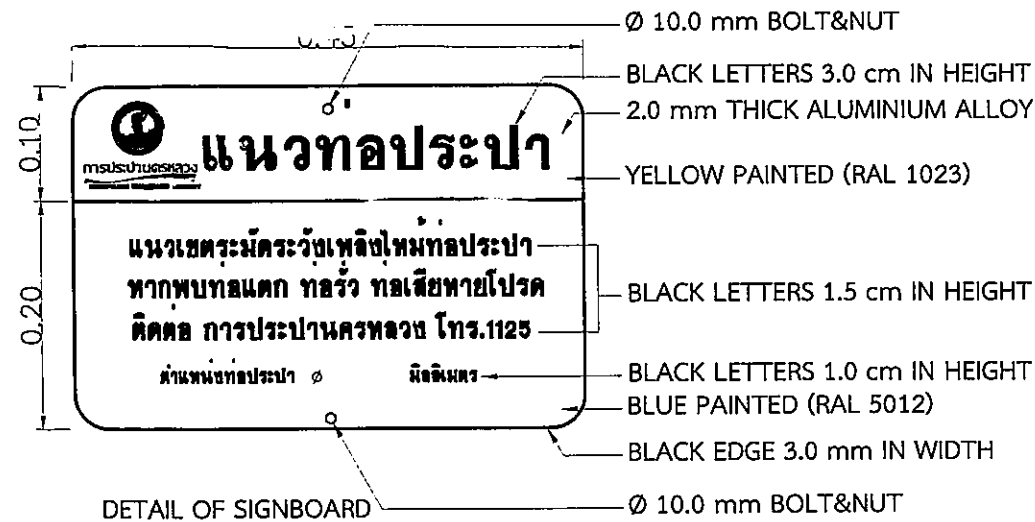 Ø 10.0 mm BOLT&NUT
BLACK LETTERS 3.0 cm IN HEIGHT
2.0 mm THICK ALUMINIUM ALLOY
YELLOW PAINTED (RAL 1023)
0.10
การประปานครหลวง
แนวท่อประปา
0.20
แนวเขตระมัดระวังเพลิงไหม้ท่อประปา
หากพบท่อแตก ท่อรั่ว ท่อเสียหายโปรด
ติดต่อ การประปานครหลวง โทร.1125
ตำแหน่งท่อประปา ø มิลลิเมตร
BLACK LETTERS 1.5 cm IN HEIGHT
BLACK LETTERS 1.0 cm IN HEIGHT
BLUE PAINTED (RAL 5012)
BLACK EDGE 3.0 mm IN WIDTH
DETAIL OF SIGNBOARD
Ø 10.0 mm BOLT&NUT